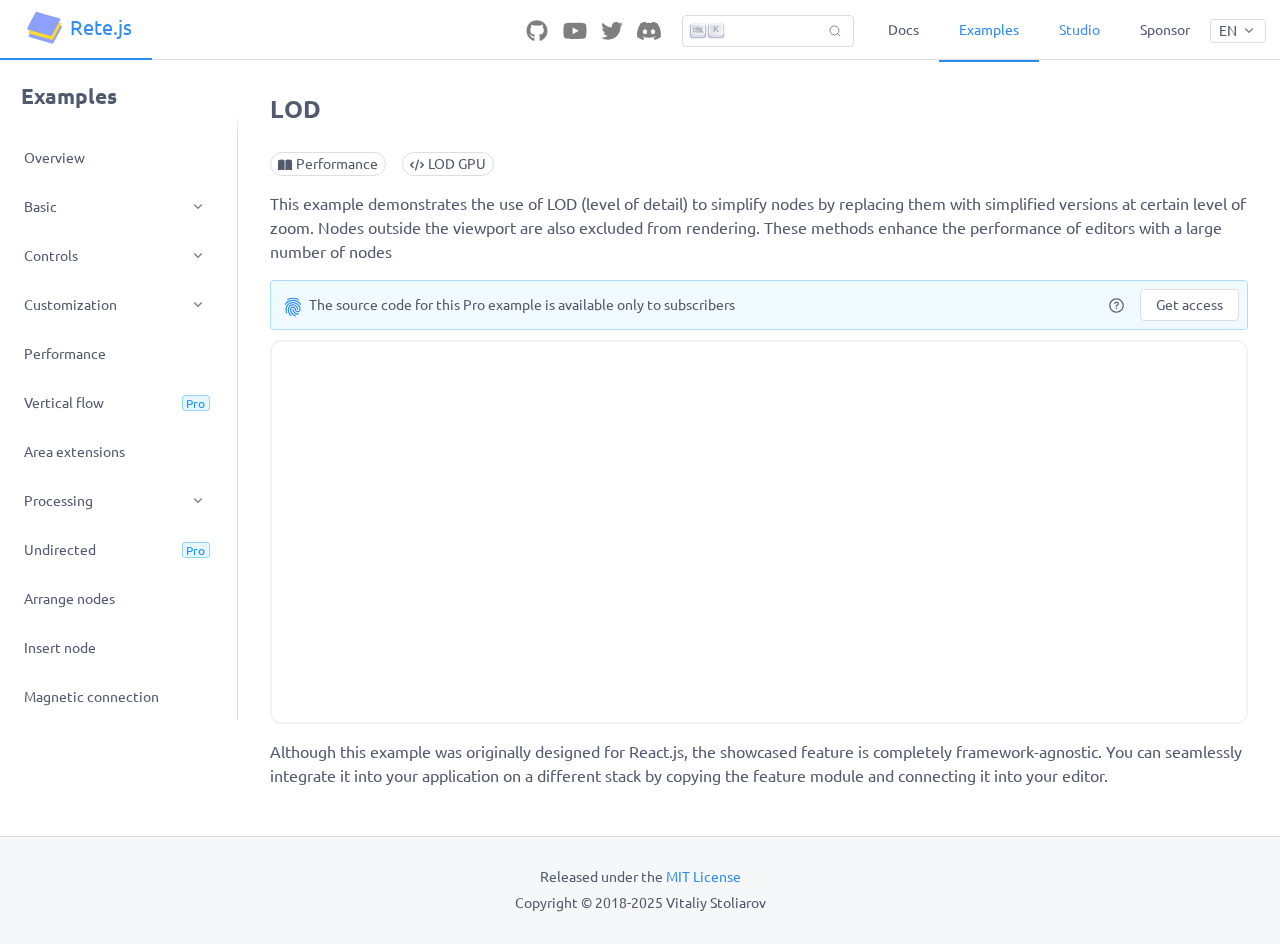 Rete.js
K
Docs
Examples
Studio
Sponsor
EN
Examples
Overview
Basic
Controls
Customization
Performance
Vertical flow
Pro
Area extensions
Processing
Undirected
Pro
Arrange nodes
Insert node
Magnetic connection
LOD
Performance
LOD GPU
This example demonstrates the use of LOD (level of detail) to simplify nodes by replacing them with simplified versions at certain level of
zoom. Nodes outside the viewport are also excluded from rendering. These methods enhance the performance of editors with a large
number of nodes
The source code for this Pro example is available only to subscribers
Get access
Although this example was originally designed for React.js, the showcased feature is completely framework-agnostic. You can seamlessly
integrate it into your application on a different stack by copying the feature module and connecting it into your editor.
Released under the MIT License
Copyright © 2018-2025 Vitaliy Stoliarov